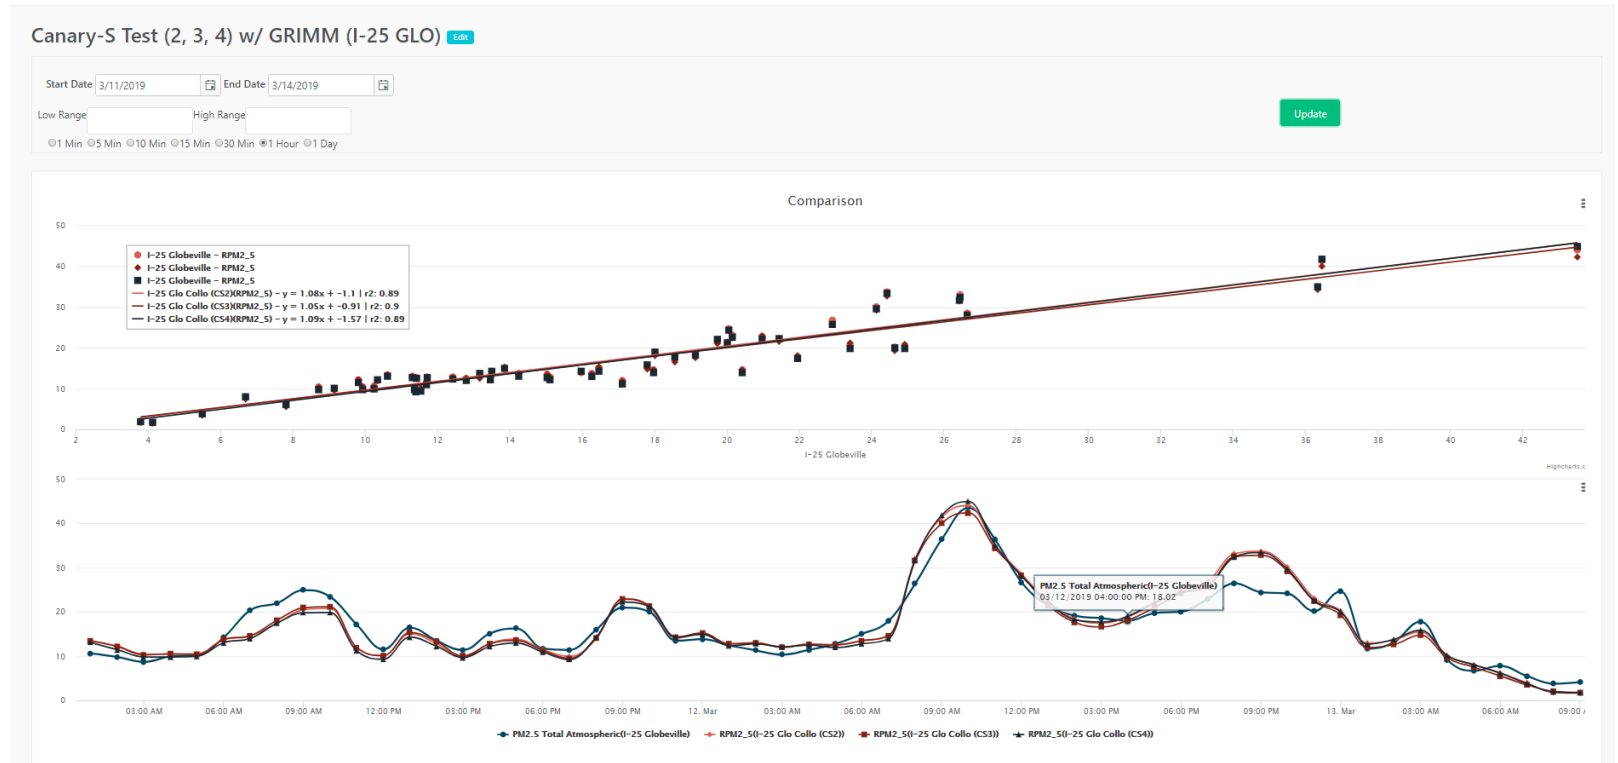 Canary-S Test (2, 3, 4) w/ GRIMM (I-25 GLO) Edit
Start Date 3/11/2019 End Date 3/14/2019
Low Range High Range
Update
1 Min 5 Min 10 Min 15 Min 30 Min 1 Hour 1 Day
Comparison
50
40
30
20
10
0
I-25 Globeville - RPM2_5
I-25 Globeville - RPM2_5
I-25 Globeville - RPM2_5
I-25 Glo Collo (CS2)(RPM2_5) - y = 1.08x + -1.1 | r2: 0.89
I-25 Glo Collo (CS3)(RPM2_5) - y = 1.05x + -0.91 | r2: 0.9
I-25 Glo Collo (CS4)(RPM2_5) - y = 1.09x + -1.57 | r2: 0.89
2 4 6 8 10 12 14 16 18 20 22 24 26 28 30 32 34 36 38 40 42
I-25 Globeville
Highcharts.c
50
40
30
20
10
0
PM2.5 Total Atmospheric(I-25 Globeville)
03/12/2019 04:00:00 PM: 18.02
03:00 AM 06:00 AM 09:00 AM 12:00 PM 03:00 PM 06:00 PM 09:00 PM 12. Mar 03:00 AM 06:00 AM 09:00 AM 12:00 PM 03:00 PM 06:00 PM 09:00 PM 13. Mar 03:00 AM 06:00 AM 09:00
PM2.5 Total Atmospheric(I-25 Globeville) RPM2_5(I-25 Glo Collo (CS2)) RPM2_5(I-25 Glo Collo (CS3)) RPM2_5(I-25 Glo Collo (CS4))